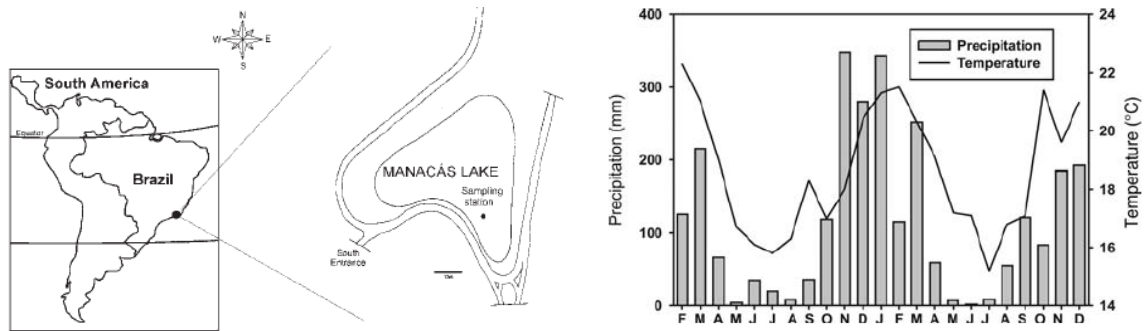 N
W E
S
South America
Equator
Brazil
MANACÁS LAKE
Sampling
station
South
Entrance
400
300
200
100
0
Precipitation (mm)
Precipitation
Temperature
24
22
20
18
16
14
Temperature (°C)
F M A M J J A S O N D J F M A M J J A S O N D